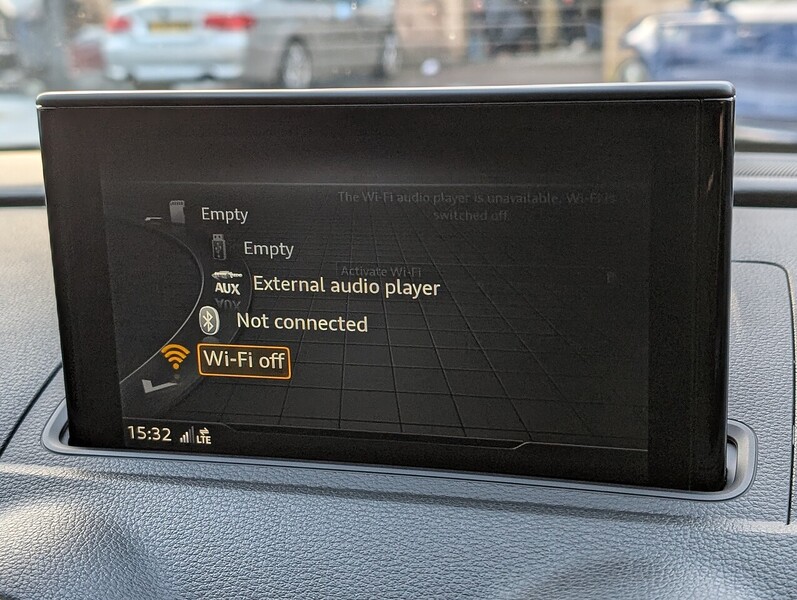 The Wi-Fi audio player is unavailable. Wi-Fi is
switched off.
Empty
Empty
Activate Wi-Fi
AUX External audio player
Not connected
Wi-Fi off
15:32 LTE